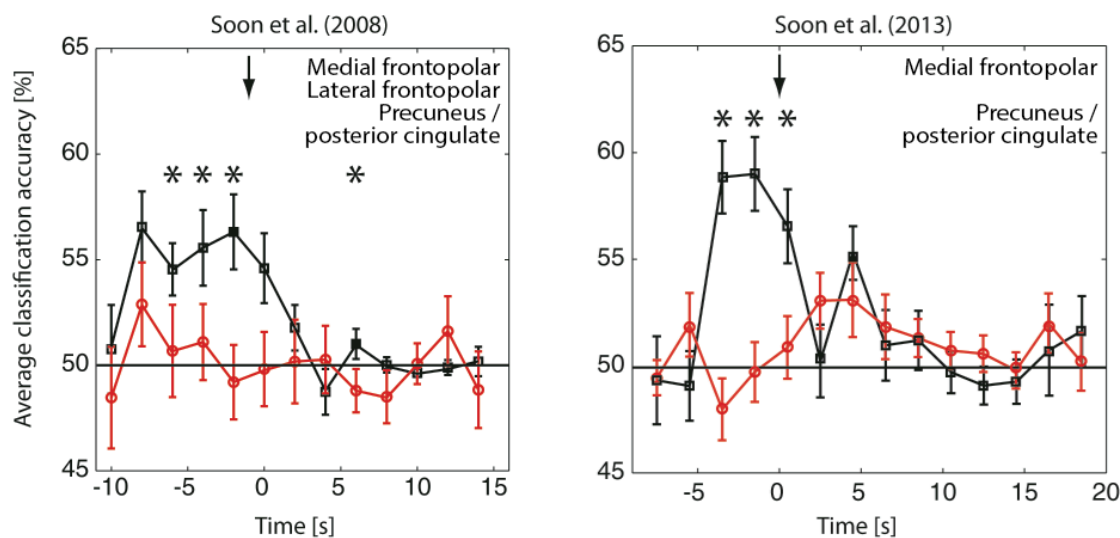 Soon et al. (2008)
Average classification accuracy [%]
65
60
55
50
45
Medial frontopolar
Lateral frontopolar
Precuneus /
posterior cingulate
* * * *
-10 -5 0 5 10 15
Time [s]
Soon et al. (2013)
65
60
55
50
45
Medial frontopolar
Precuneus /
posterior cingulate
* * *
-5 0 5 10 15 20
Time [s]